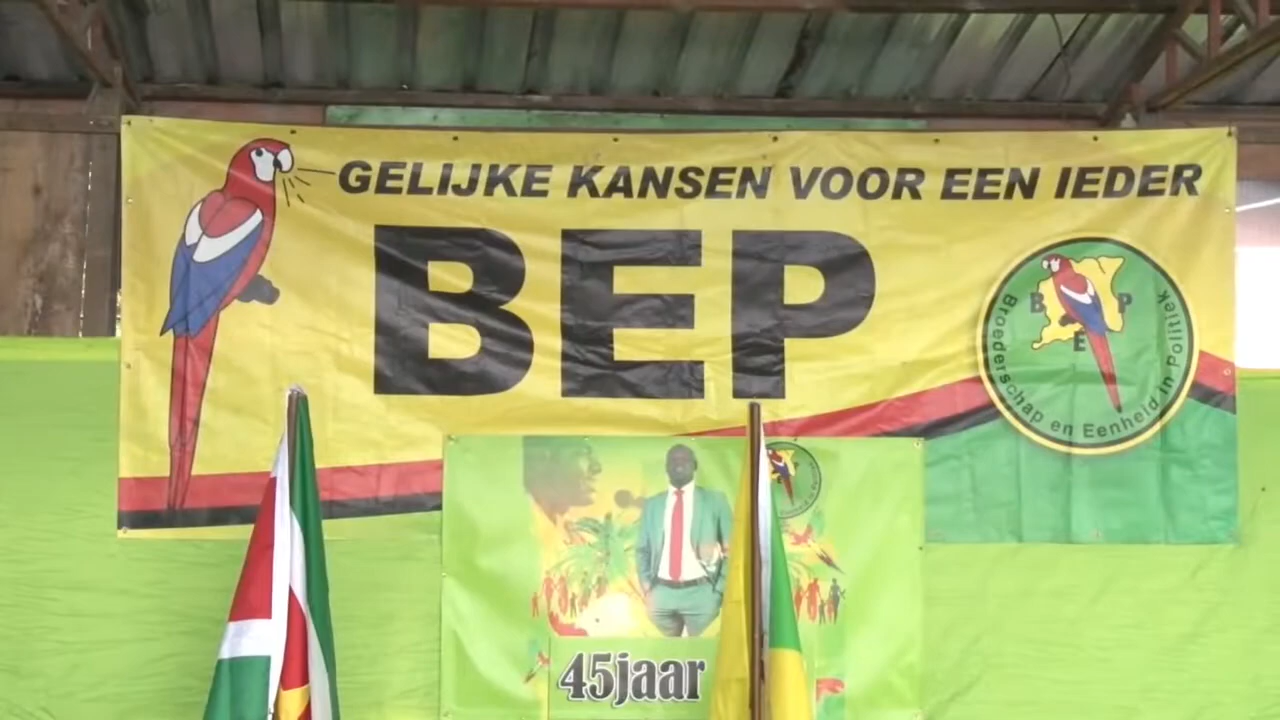 GELIJKE KANSEN VOOR EEN IEDER
BEP
B P
E
Broederschap en Eenheid in Politiek
45jaar